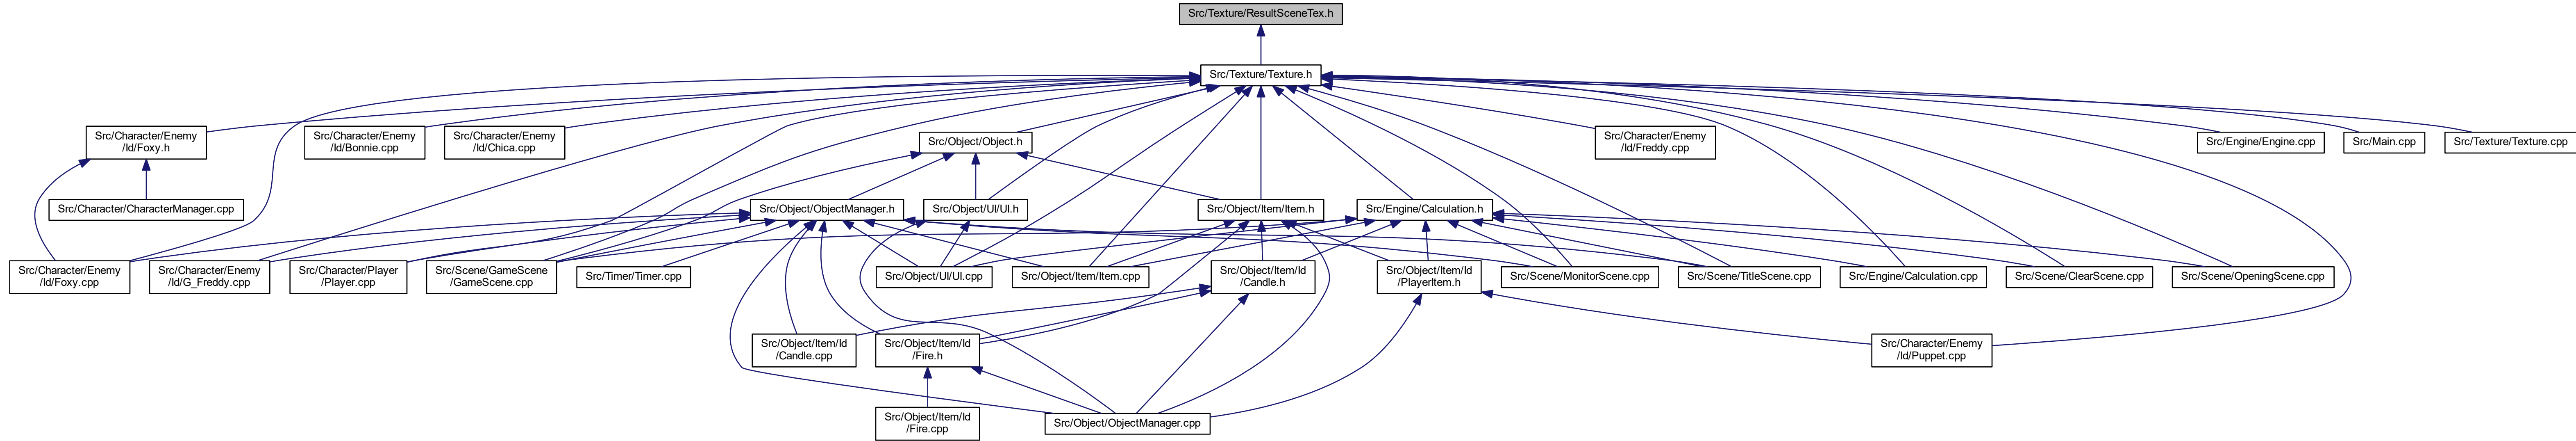 Src/Texture/ResultSceneTex.h
Src/Texture/Texture.h
Src/Character/Enemy
/Id/Foxy.h
Src/Character/Enemy
/Id/Bonnie.cpp
Src/Character/Enemy
/Id/Chica.cpp
Src/Object/Object.h
Src/Character/Enemy
/Id/Freddy.cpp
Src/Engine/Engine.cpp
Src/Main.cpp
Src/Texture/Texture.cpp
Src/Character/CharacterManager.cpp
Src/Object/ObjectManager.h
Src/Object/UI/UI.h
Src/Object/Item/Item.h
Src/Engine/Calculation.h
Src/Character/Enemy
/Id/Foxy.cpp
Src/Character/Enemy
/Id/G_Freddy.cpp
Src/Character/Player
/Player.cpp
Src/Scene/GameScene
/GameScene.cpp
Src/Timer/Timer.cpp
Src/Object/UI/UI.cpp
Src/Object/Item/Item.cpp
Src/Object/Item/Id
/Candle.h
Src/Object/Item/Id
/PlayerItem.h
Src/Scene/MonitorScene.cpp
Src/Scene/TitleScene.cpp
Src/Engine/Calculation.cpp
Src/Scene/ClearScene.cpp
Src/Scene/OpeningScene.cpp
Src/Object/Item/Id
/Candle.cpp
Src/Object/Item/Id
/Fire.h
Src/Character/Enemy
/Id/Puppet.cpp
Src/Object/Item/Id
/Fire.cpp
Src/Object/ObjectManager.cpp